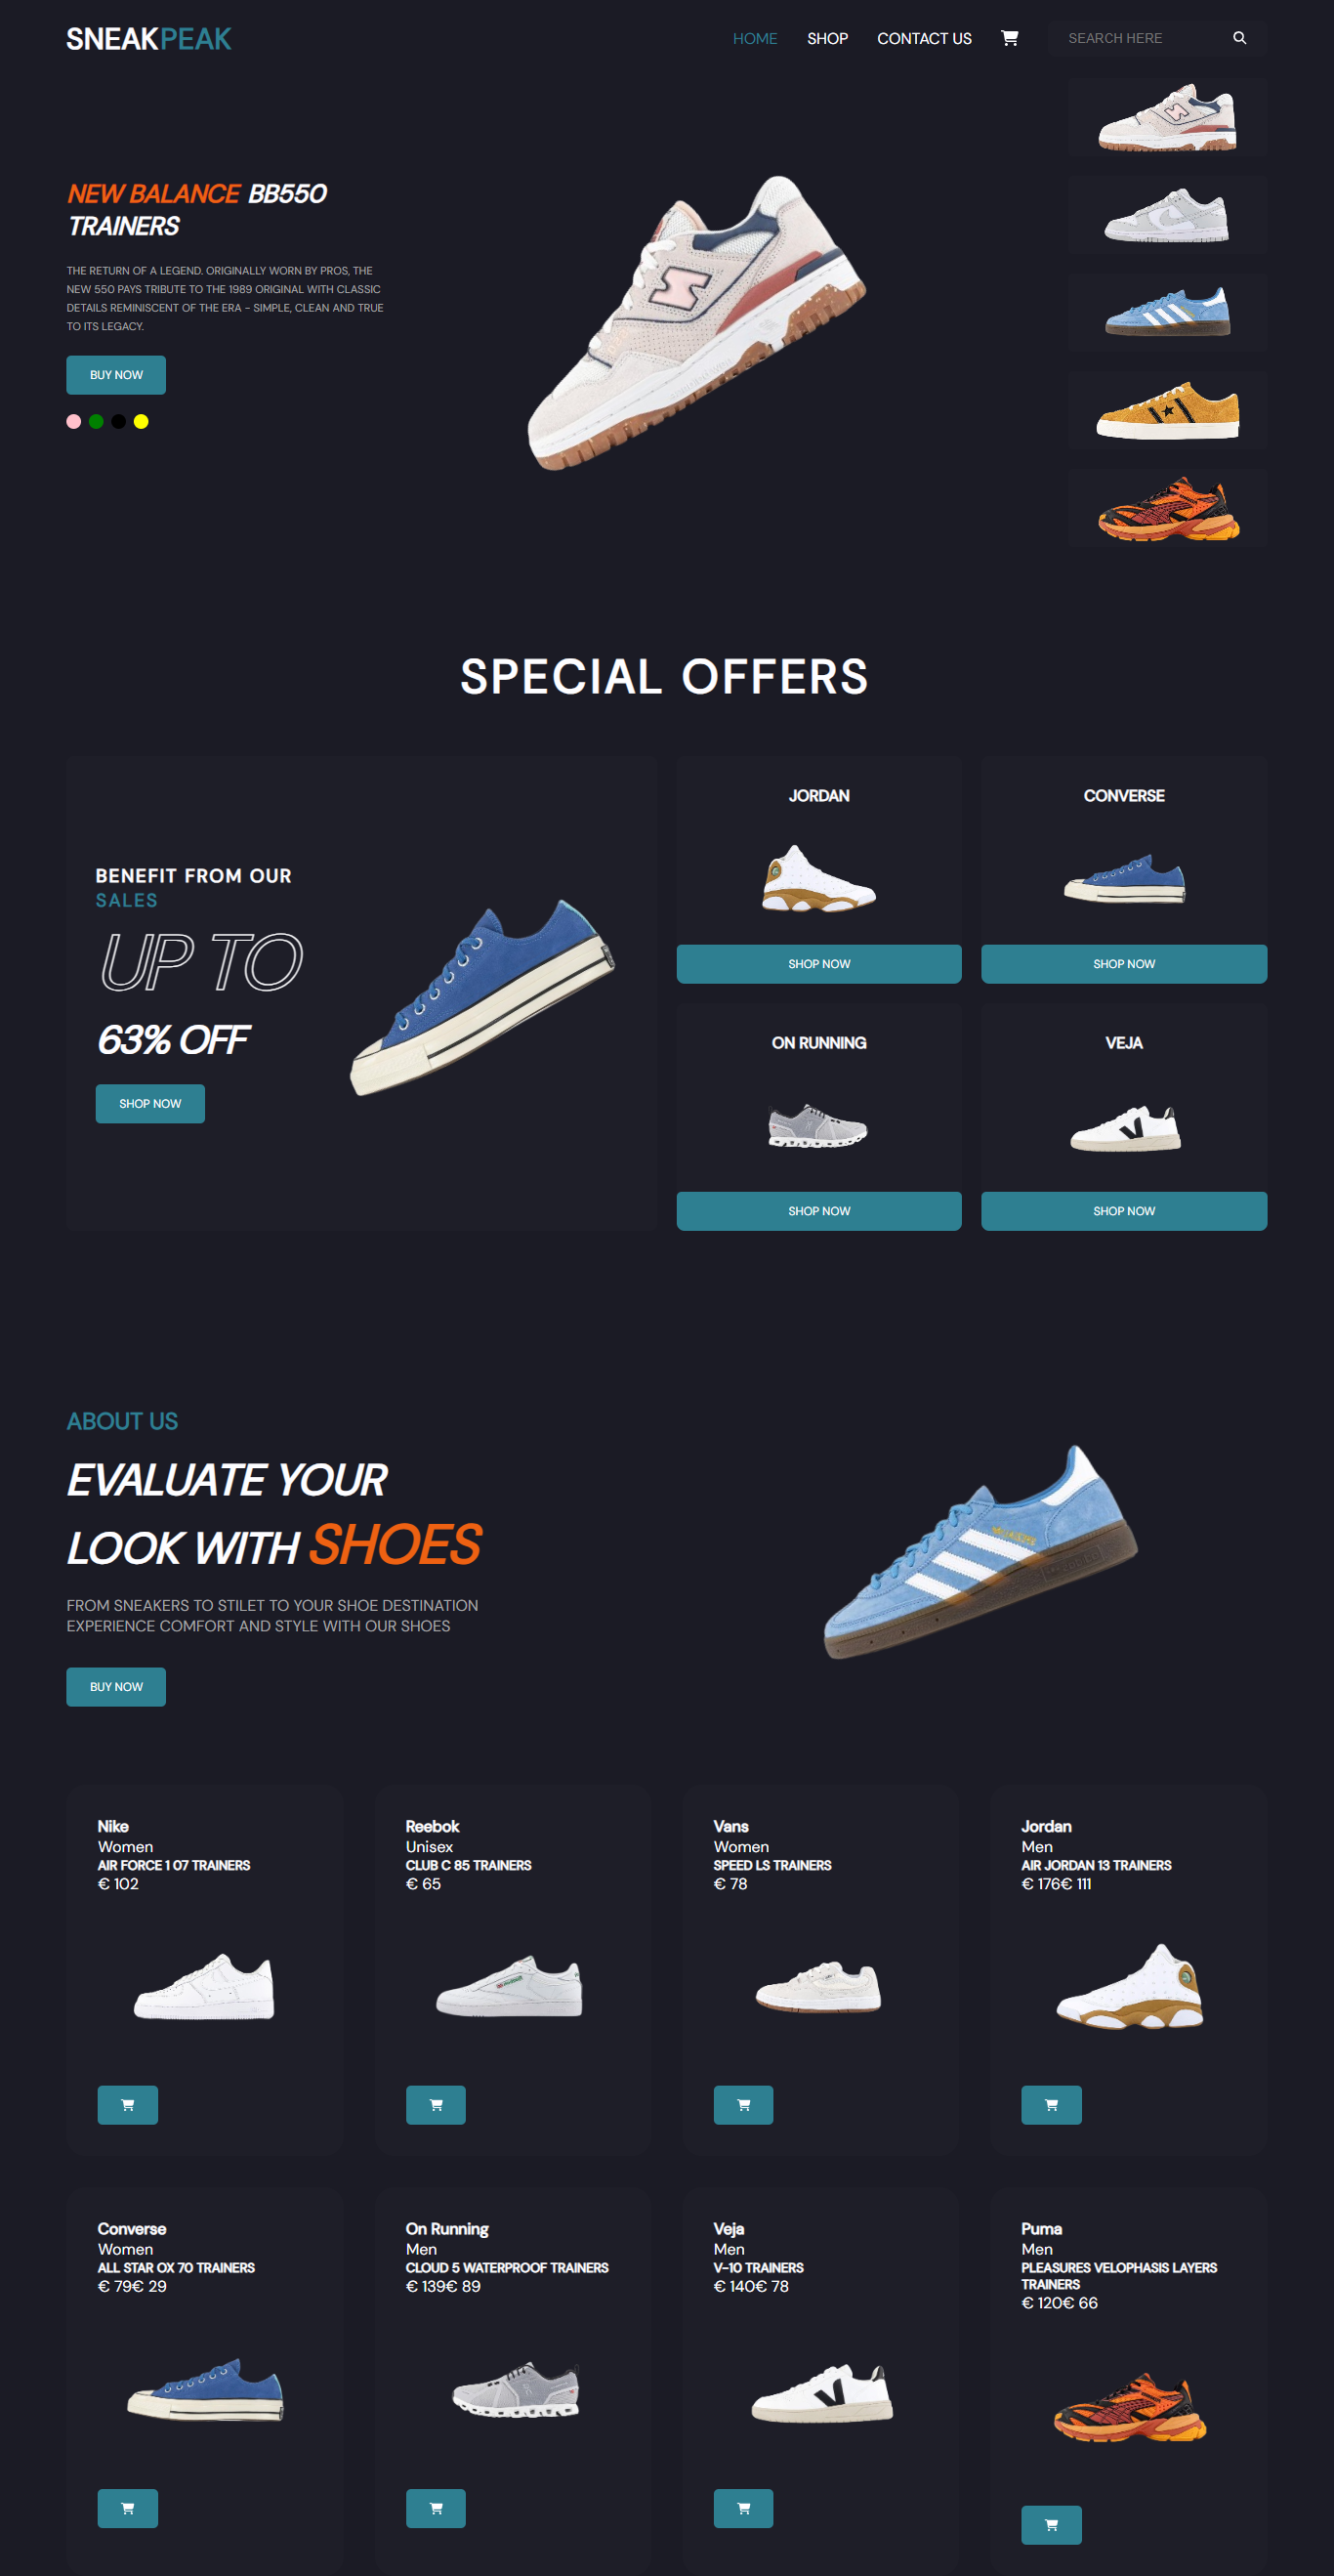 SNEAKPEAK
HOME
SHOP
CONTACT US
SEARCH HERE
NEW BALANCE BB550
TRAINERS
THE RETURN OF A LEGEND. ORIGINALLY WORN BY PROS, THE
NEW 550 PAYS TRIBUTE TO THE 1989 ORIGINAL WITH CLASSIC
DETAILS REMINISCENT OF THE ERA - SIMPLE, CLEAN AND TRUE
TO ITS LEGACY.
BUY NOW
SPECIAL OFFERS
BENEFIT FROM OUR
SALES
UP TO
63% OFF
SHOP NOW
JORDAN
SHOP NOW
CONVERSE
SHOP NOW
ON RUNNING
SHOP NOW
VEJA
SHOP NOW
ABOUT US
EVALUATE YOUR
LOOK WITH SHOES
FROM SNEAKERS TO STILET TO YOUR SHOE DESTINATION
EXPERIENCE COMFORT AND STYLE WITH OUR SHOES
BUY NOW
Nike
Women
AIR FORCE 1 07 TRAINERS
€ 102
Reebok
Unisex
CLUB C 85 TRAINERS
€ 65
Vans
Women
SPEED LS TRAINERS
€ 78
Jordan
Men
AIR JORDAN 13 TRAINERS
€ 176€ 111
Converse
Women
ALL STAR OX 70 TRAINERS
€ 79€ 29
On Running
Men
CLOUD 5 WATERPROOF TRAINERS
€ 139€ 89
Veja
Men
V-10 TRAINERS
€ 140€ 78
Puma
Men
PLEASURES VELOPHASIS LAYERS
TRAINERS
€ 120€ 66